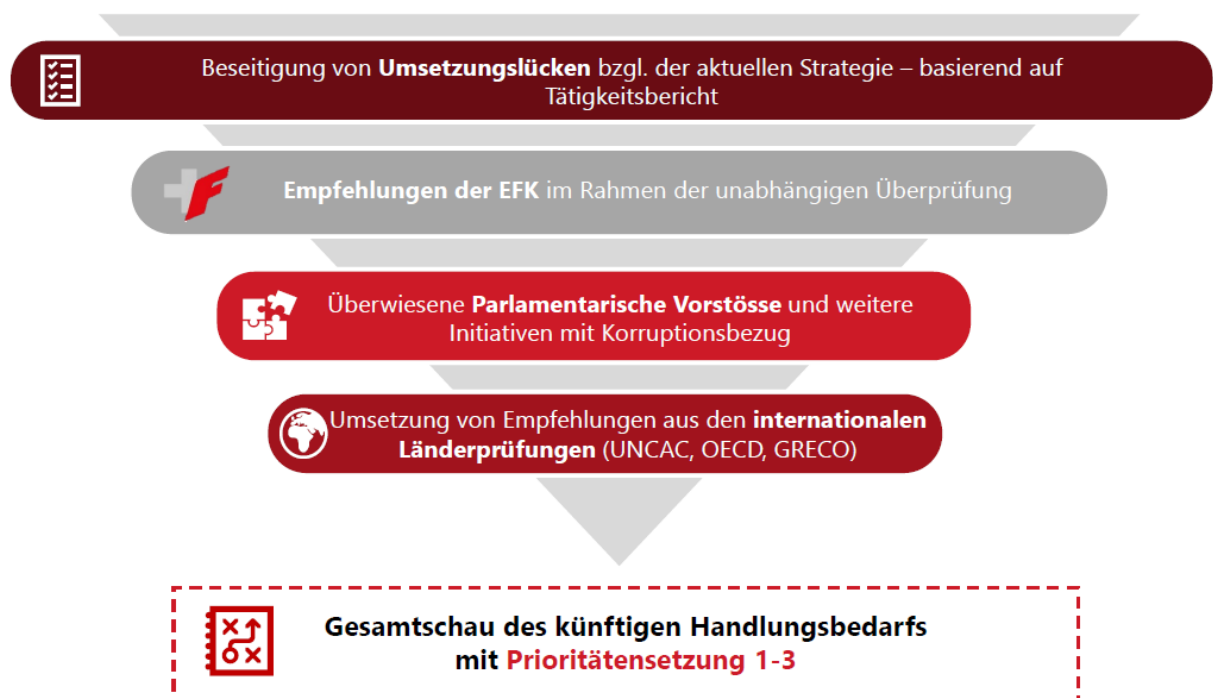 Beseitigung von Umsetzungslücken bzgl. der aktuellen Strategie – basierend auf
Tätigkeitsbericht
Empfehlungen der EFK im Rahmen der unabhängigen Überprüfung
Überwiesene Parlamentarische Vorstösse und weitere
Initiativen mit Korruptionsbezug
Umsetzung von Empfehlungen aus den internationalen
Länderprüfungen (UNCAC, OECD, GRECO)
Gesamtschau des künftigen Handlungsbedarfs
mit Prioritätensetzung 1-3